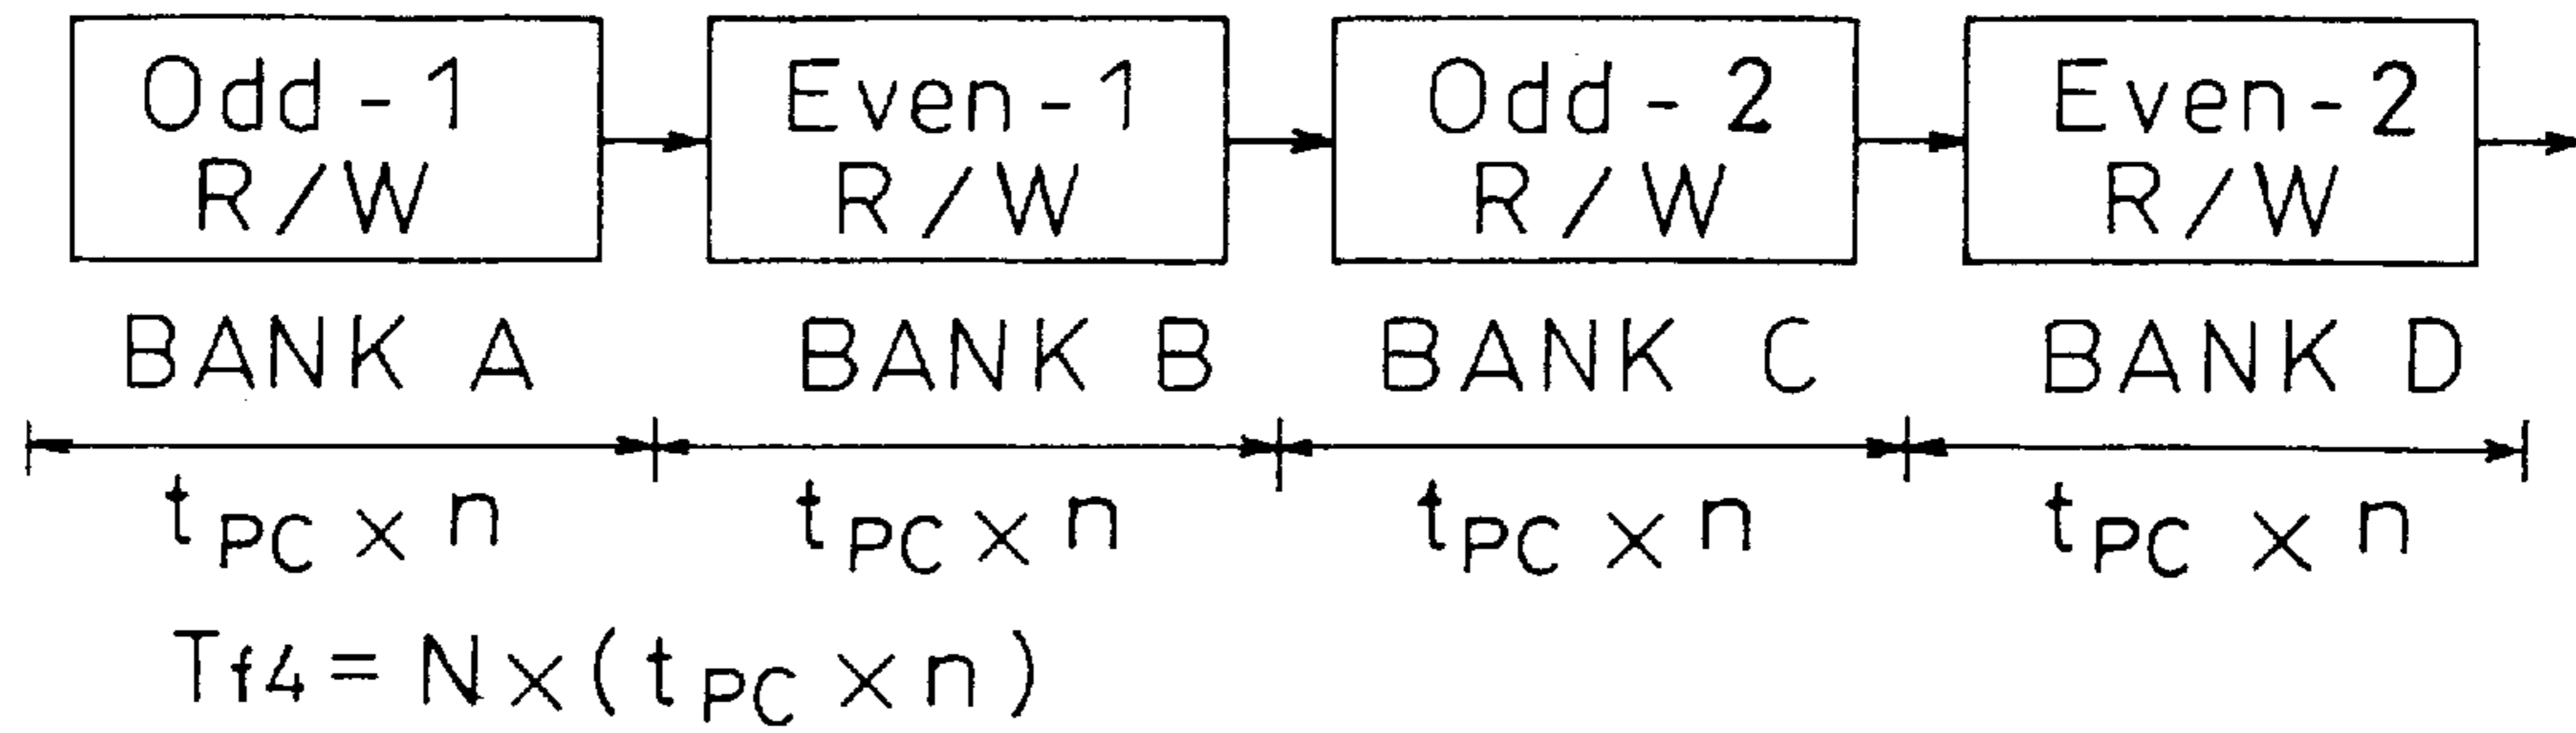 Odd-1 R/W
Even-1 R/W
Odd-2 R/W
Even-2 R/W
BANK A BANK B BANK C BANK D
tPC×n tPC×n tPC×n tPC×n
Tf4=N×(tPC×n)